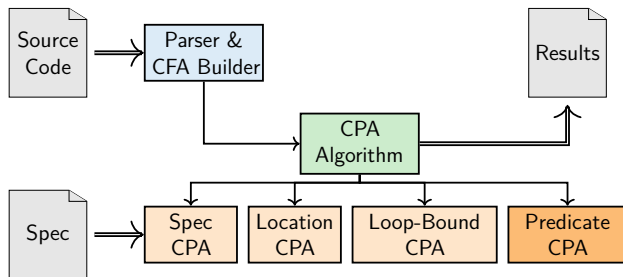 Source
Code
Parser &
CFA Builder
Results
CPA
Algorithm
Spec
Spec
CPA
Location
CPA
Loop-Bound
CPA
Predicate
CPA